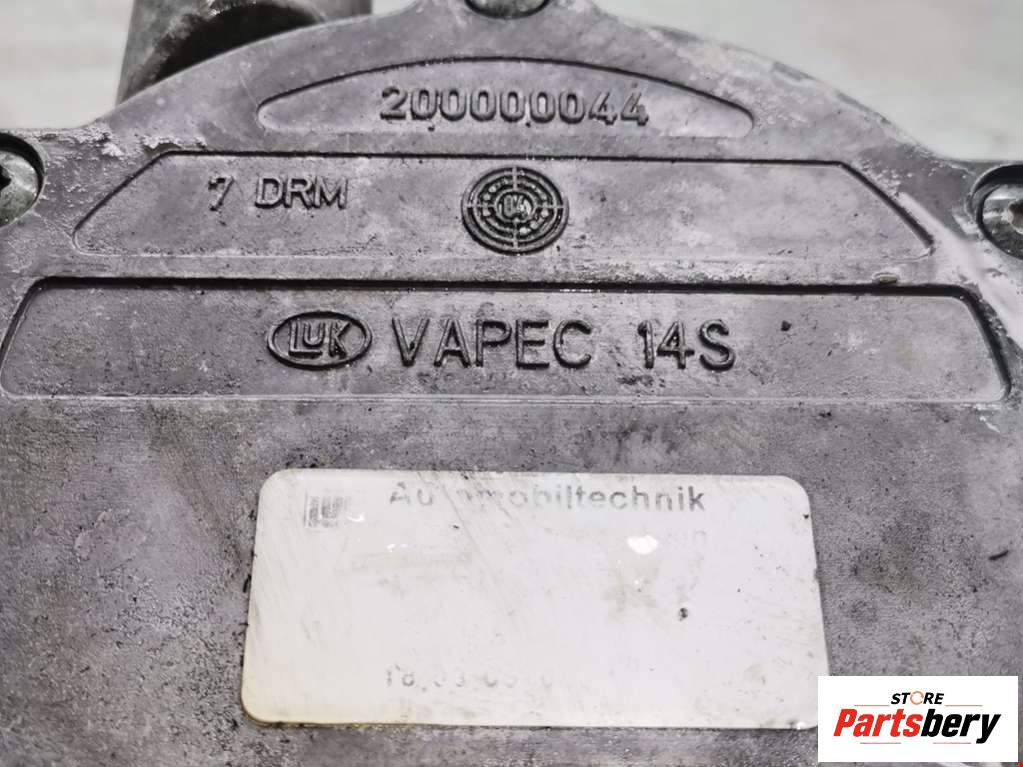 200000044
7 DRM
LUK VAPEC 14S
LUK Automobiltechnik
STORE
Partsbery